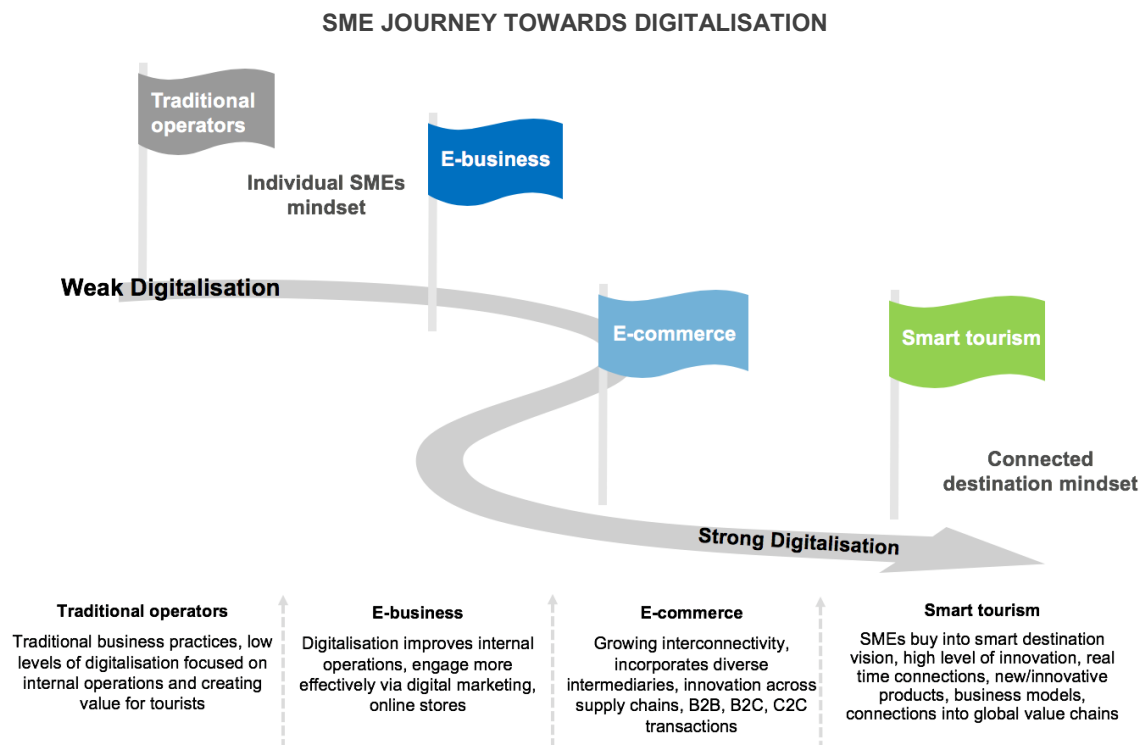 SME JOURNEY TOWARDS DIGITALISATION
Traditional
operators
E-business
Individual SMEs
mindset
Weak Digitalisation
E-commerce
Smart tourism
Connected
destination mindset
Strong Digitalisation
Traditional operators
Traditional business practices, low
levels of digitalisation focused on
internal operations and creating
value for tourists
E-business
Digitalisation improves internal
operations, engage more
effectively via digital marketing,
online stores
E-commerce
Growing interconnectivity,
incorporates diverse
intermediaries, innovation across
supply chains, B2B, B2C, C2C
transactions
Smart tourism
SMEs buy into smart destination
vision, high level of innovation, real
time connections, new/innovative
products, business models,
connections into global value chains